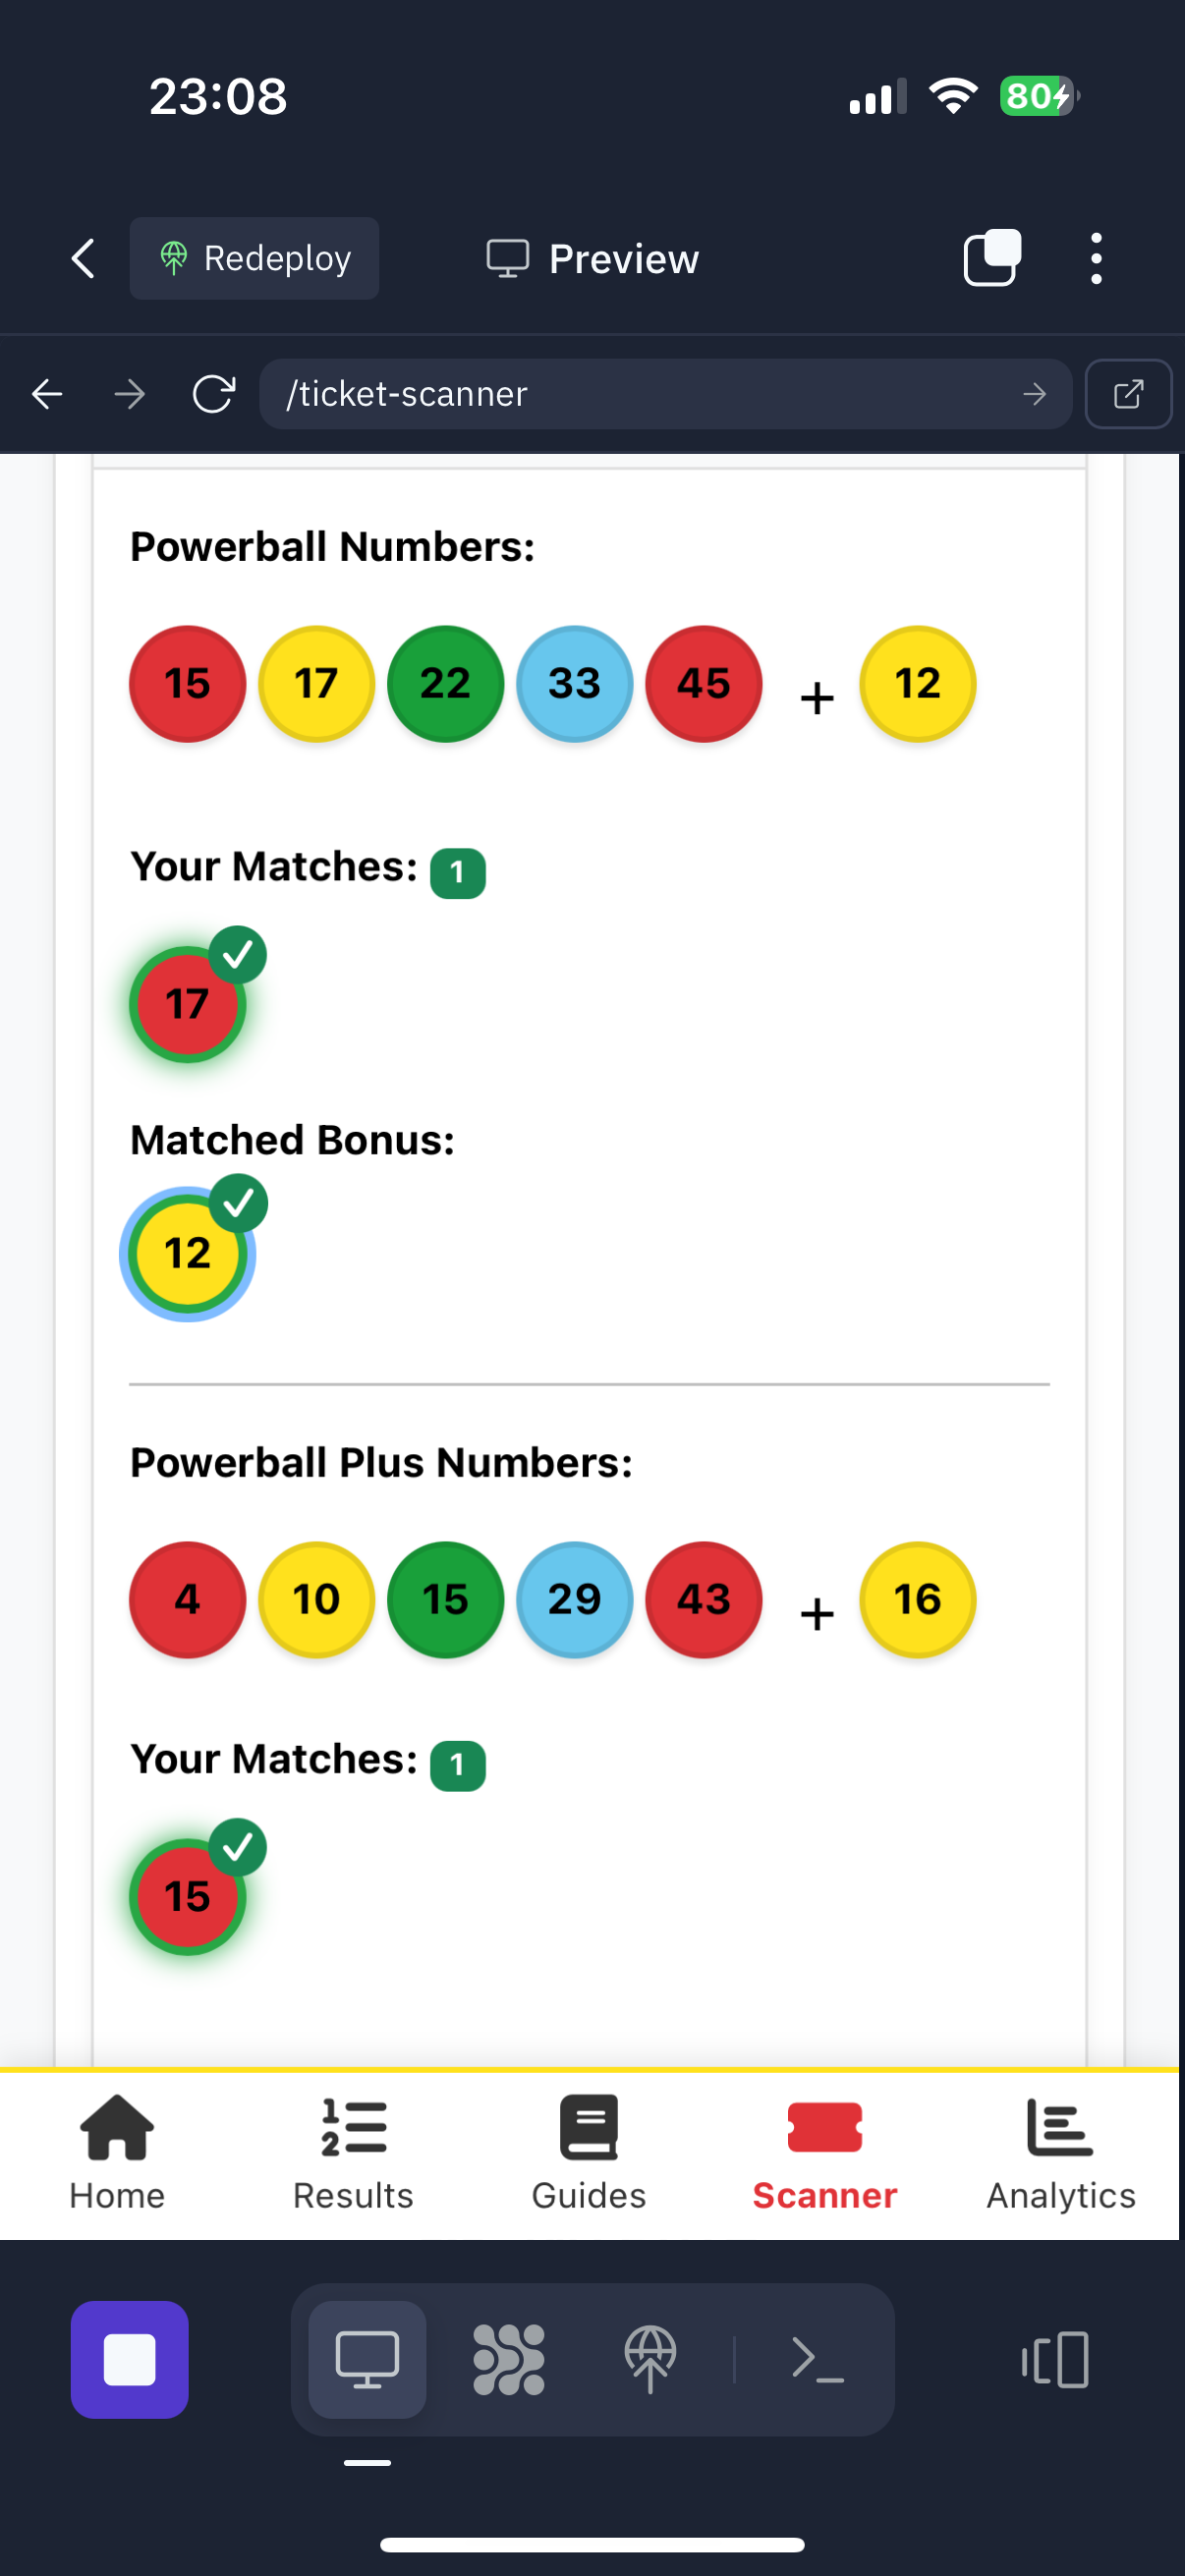 23:08
80
Redeploy
Preview
/ticket-scanner
Powerball Numbers:
15 17 22 33 45 + 12
Your Matches: 1
17
Matched Bonus:
12
Powerball Plus Numbers:
4 10 15 29 43 + 16
Your Matches: 1
15
Home Results Guides Scanner Analytics